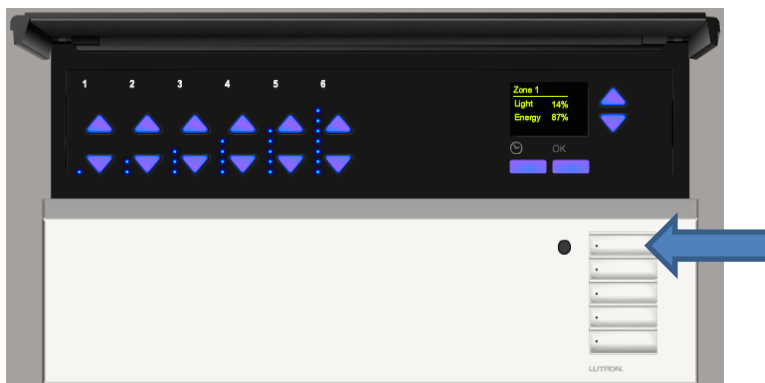 1 2 3 4 5 6
Zone 1
Light 14%
Energy 87%
OK
LUTRON.